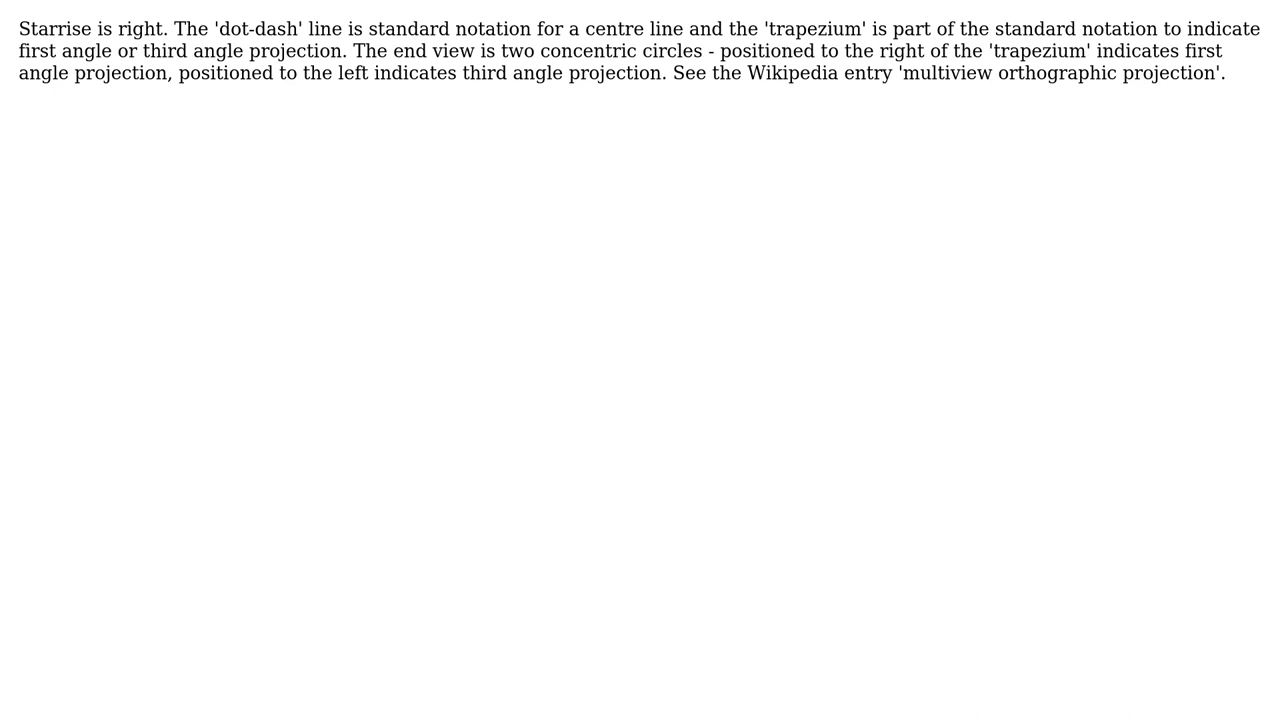 Starrise is right. The 'dot-dash' line is standard notation for a centre line and the 'trapezium' is part of the standard notation to indicate
first angle or third angle projection. The end view is two concentric circles - positioned to the right of the 'trapezium' indicates first
angle projection, positioned to the left indicates third angle projection. See the Wikipedia entry 'multiview orthographic projection'.